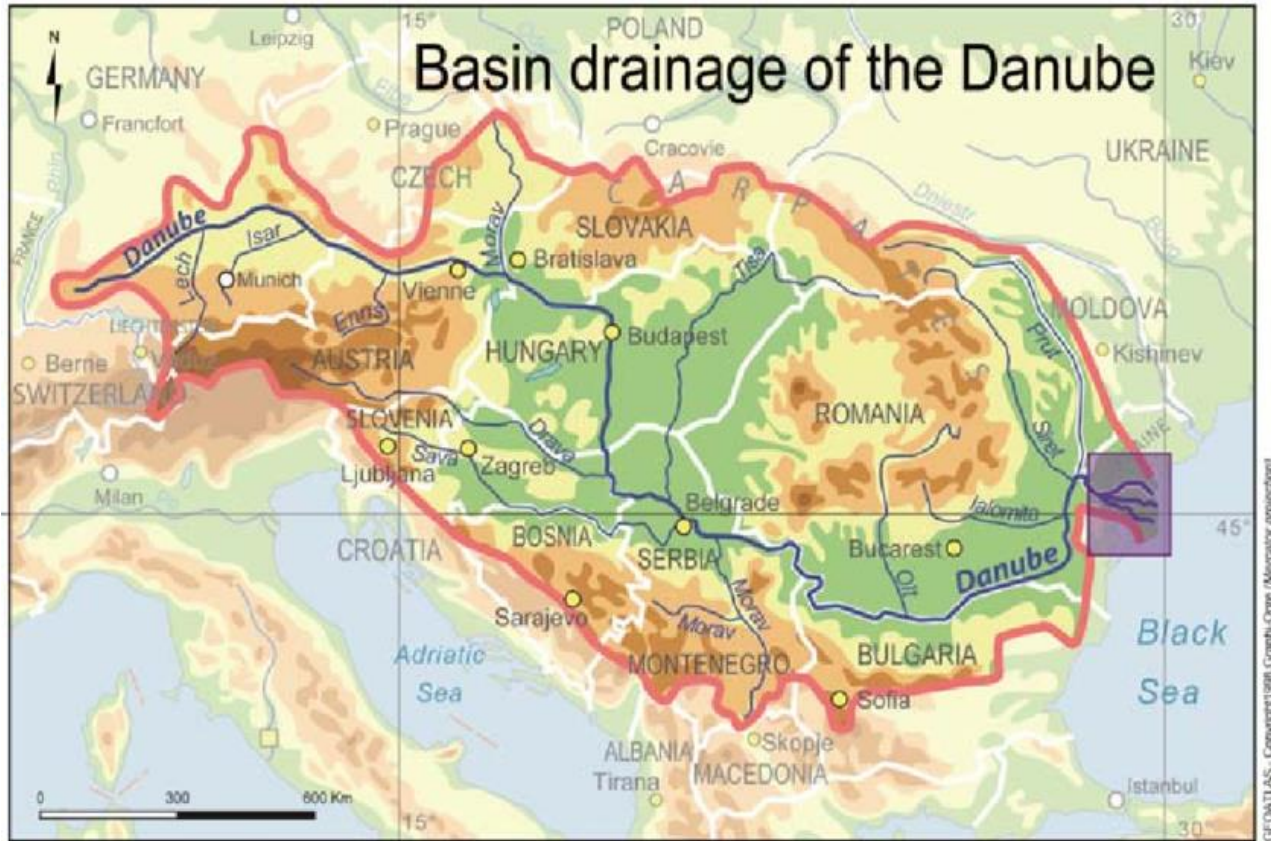 Basin drainage of the Danube
N
15°
30°
POLAND
Leipzig
GERMANY
Kiev
Francfort
Prague
Cracovie
UKRAINE
CZECH
C A R P A T E S
Dniestr
Rhin
FRANCE
Danube
Isar
Morav
SLOVAKIA
Lech
Munich
Vienne
Bratislava
Tisa
MOLDOVA
Enns
Budapest
Prut
Kishinev
Berne
AUSTRIA
HUNGARY
SWITZERLAND
SLOVENIA
ROMANIA
Drava
Siret
Ljubljana
Sava
Zagreb
Milan
Belgrade
Ialomita
45°
CROATIA
BOSNIA
SERBIA
Bucarest
Danube
Olt
Sarajevo
Morav
Morav
Adriatic
Sea
MONTENEGRO
BULGARIA
Black
Sea
Sofia
ALBANIA
Skopje
Tirana
MACEDONIA
Istanbul
0 300 600 Km
15°
30°